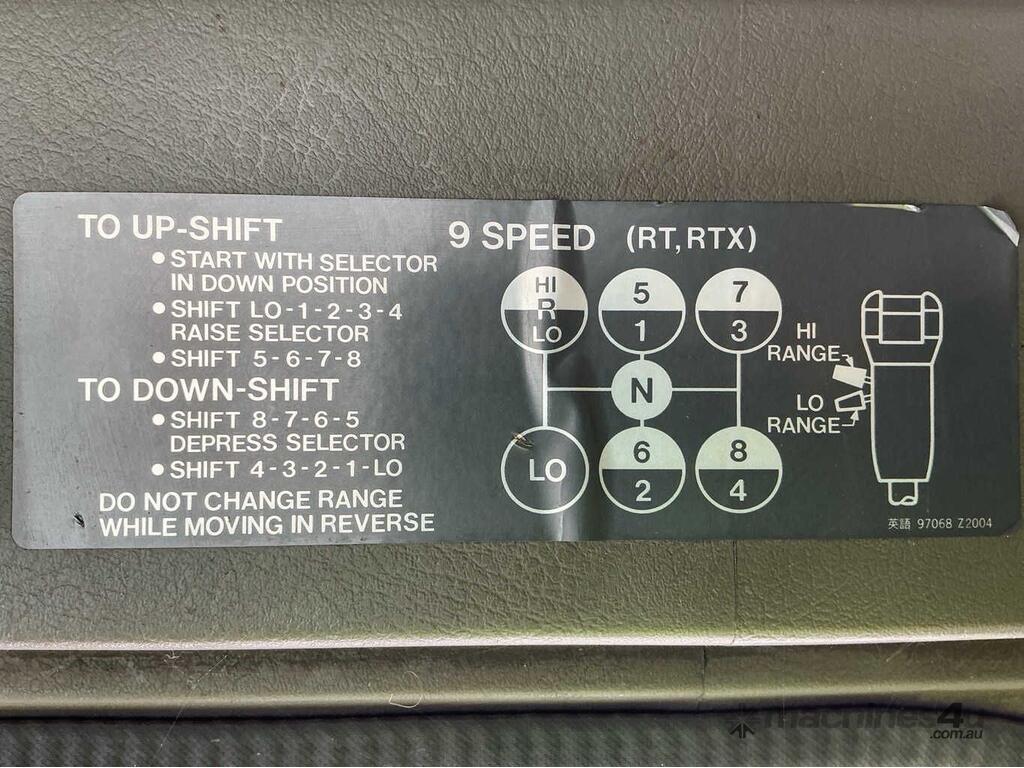 TO UP-SHIFT
• START WITH SELECTOR
IN DOWN POSITION
• SHIFT LO-1-2-3-4
RAISE SELECTOR
• SHIFT 5-6-7-8
TO DOWN-SHIFT
• SHIFT 8-7-6-5
DEPRESS SELECTOR
• SHIFT 4-3-2-1-LO
DO NOT CHANGE RANGE
WHILE MOVING IN REVERSE
9 SPEED (RT, RTX)
HI
R
LO
5
1
7
3
N
LO
6
2
8
4
HI
RANGE
LO
RANGE
英語 97068 Z2004
machines4u
.com.au